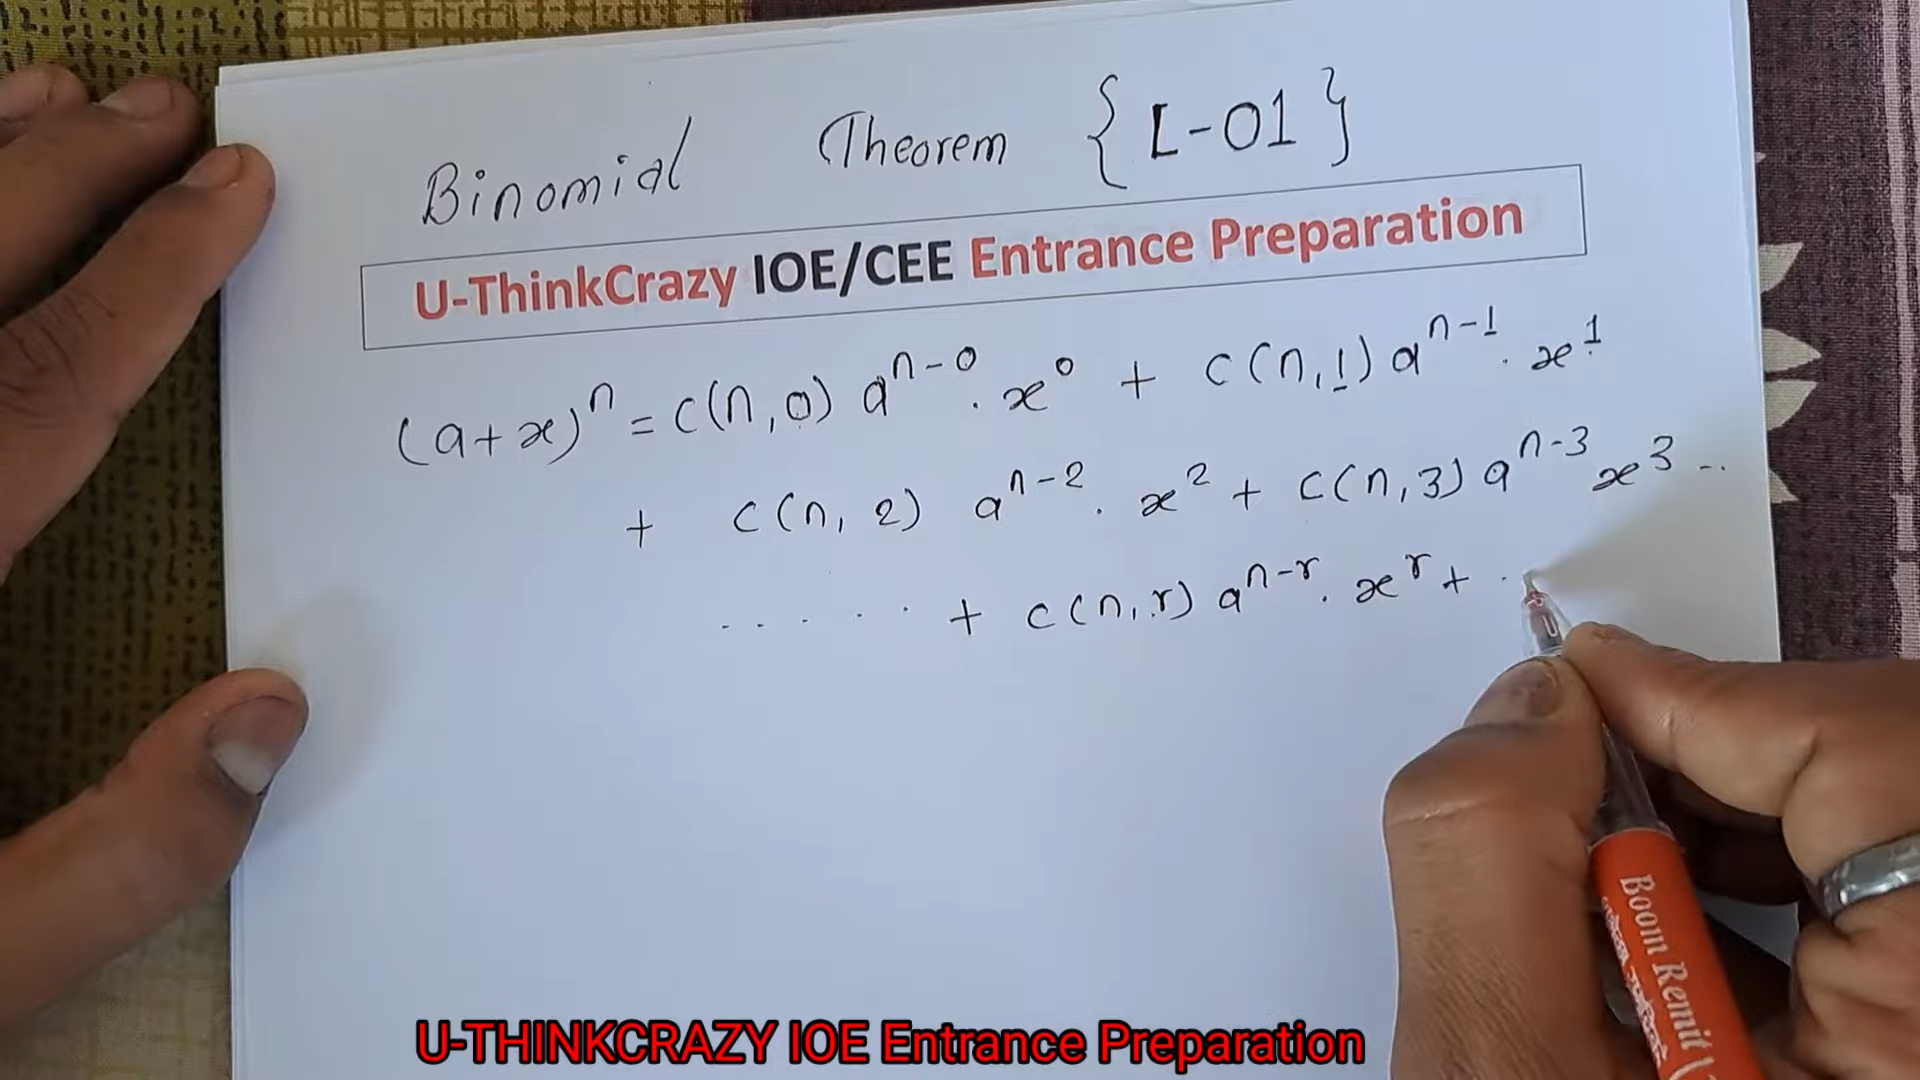 Binomial Theorem {L-01}
U-ThinkCrazy IOE/CEE Entrance Preparation
(a+x)^n = c(n,0) a^{n-0} . x^0 + c(n,1) a^{n-1} . x^1
+ c(n, 2) a^{n-2} . x^2 + c(n,3) a^{n-3} x^3 ..
. . . . . . + c(n,r) a^{n-r} . x^r + .
Boom Remit
U-THINKCRAZY IOE Entrance Preparation